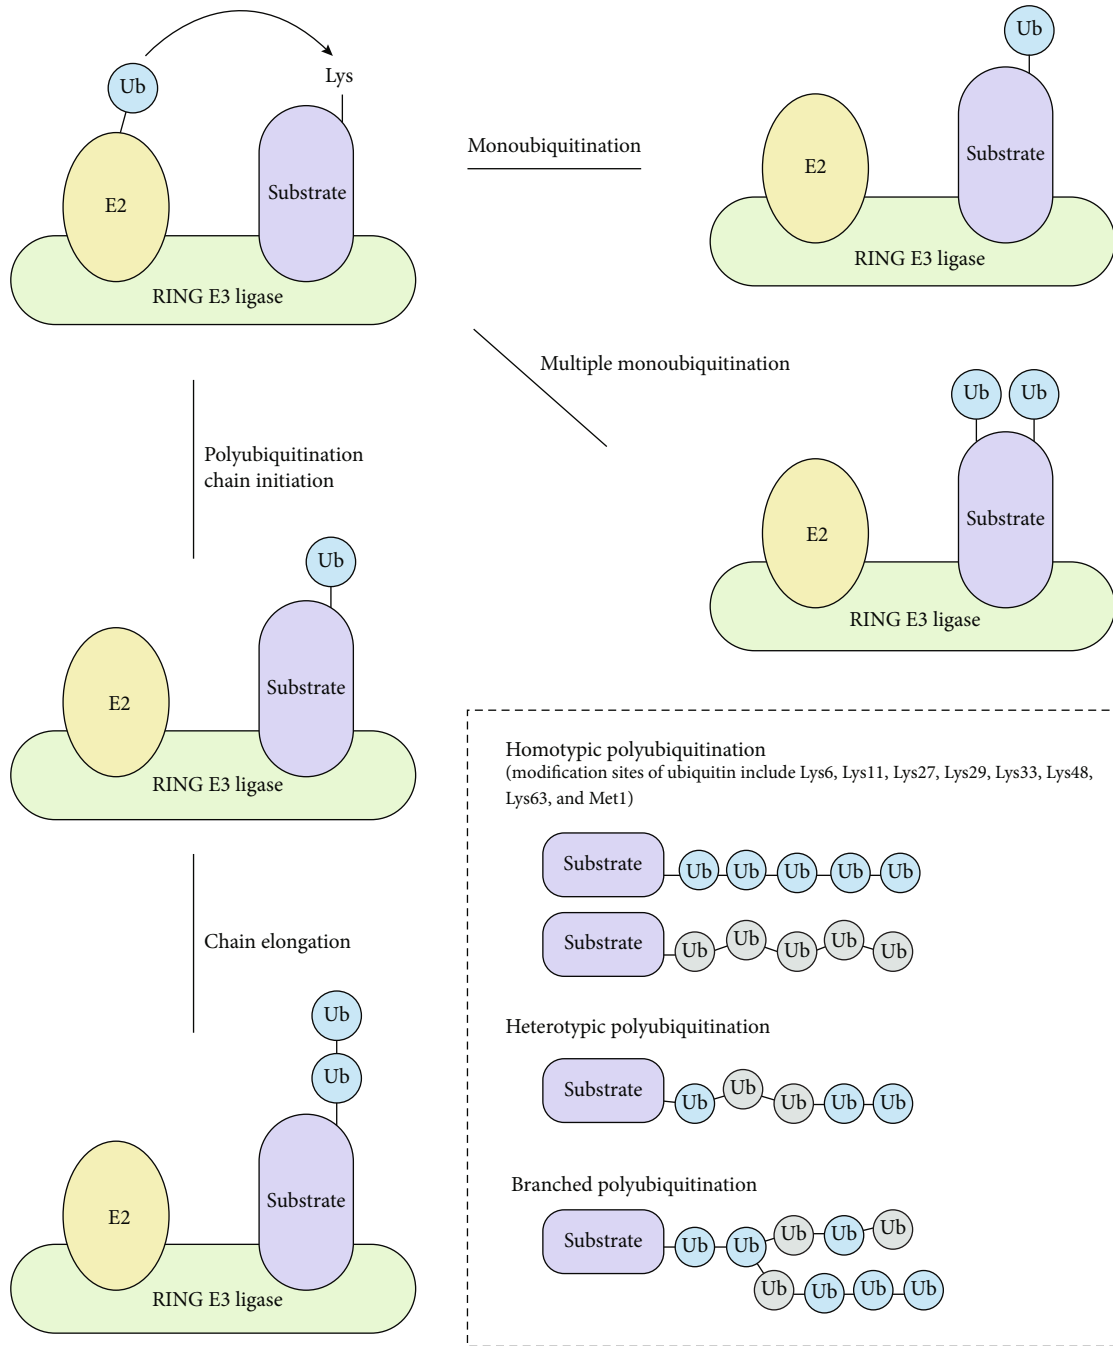 Ub
Lys
E2
Substrate
RING E3 ligase
Monoubiquitination
Ub
E2
Substrate
RING E3 ligase
Multiple monoubiquitination
Ub
Ub
E2
Substrate
RING E3 ligase
Polyubiquitination
chain initiation
Ub
E2
Substrate
RING E3 ligase
Chain elongation
Ub
Ub
E2
Substrate
RING E3 ligase
Homotypic polyubiquitination
(modification sites of ubiquitin include Lys6, Lys11, Lys27, Lys29, Lys33, Lys48,
Lys63, and Met1)
Substrate Ub Ub Ub Ub Ub
Substrate Ub Ub Ub Ub Ub
Heterotypic polyubiquitination
Substrate Ub Ub Ub Ub Ub
Branched polyubiquitination
Substrate Ub Ub Ub Ub Ub
Ub Ub Ub Ub